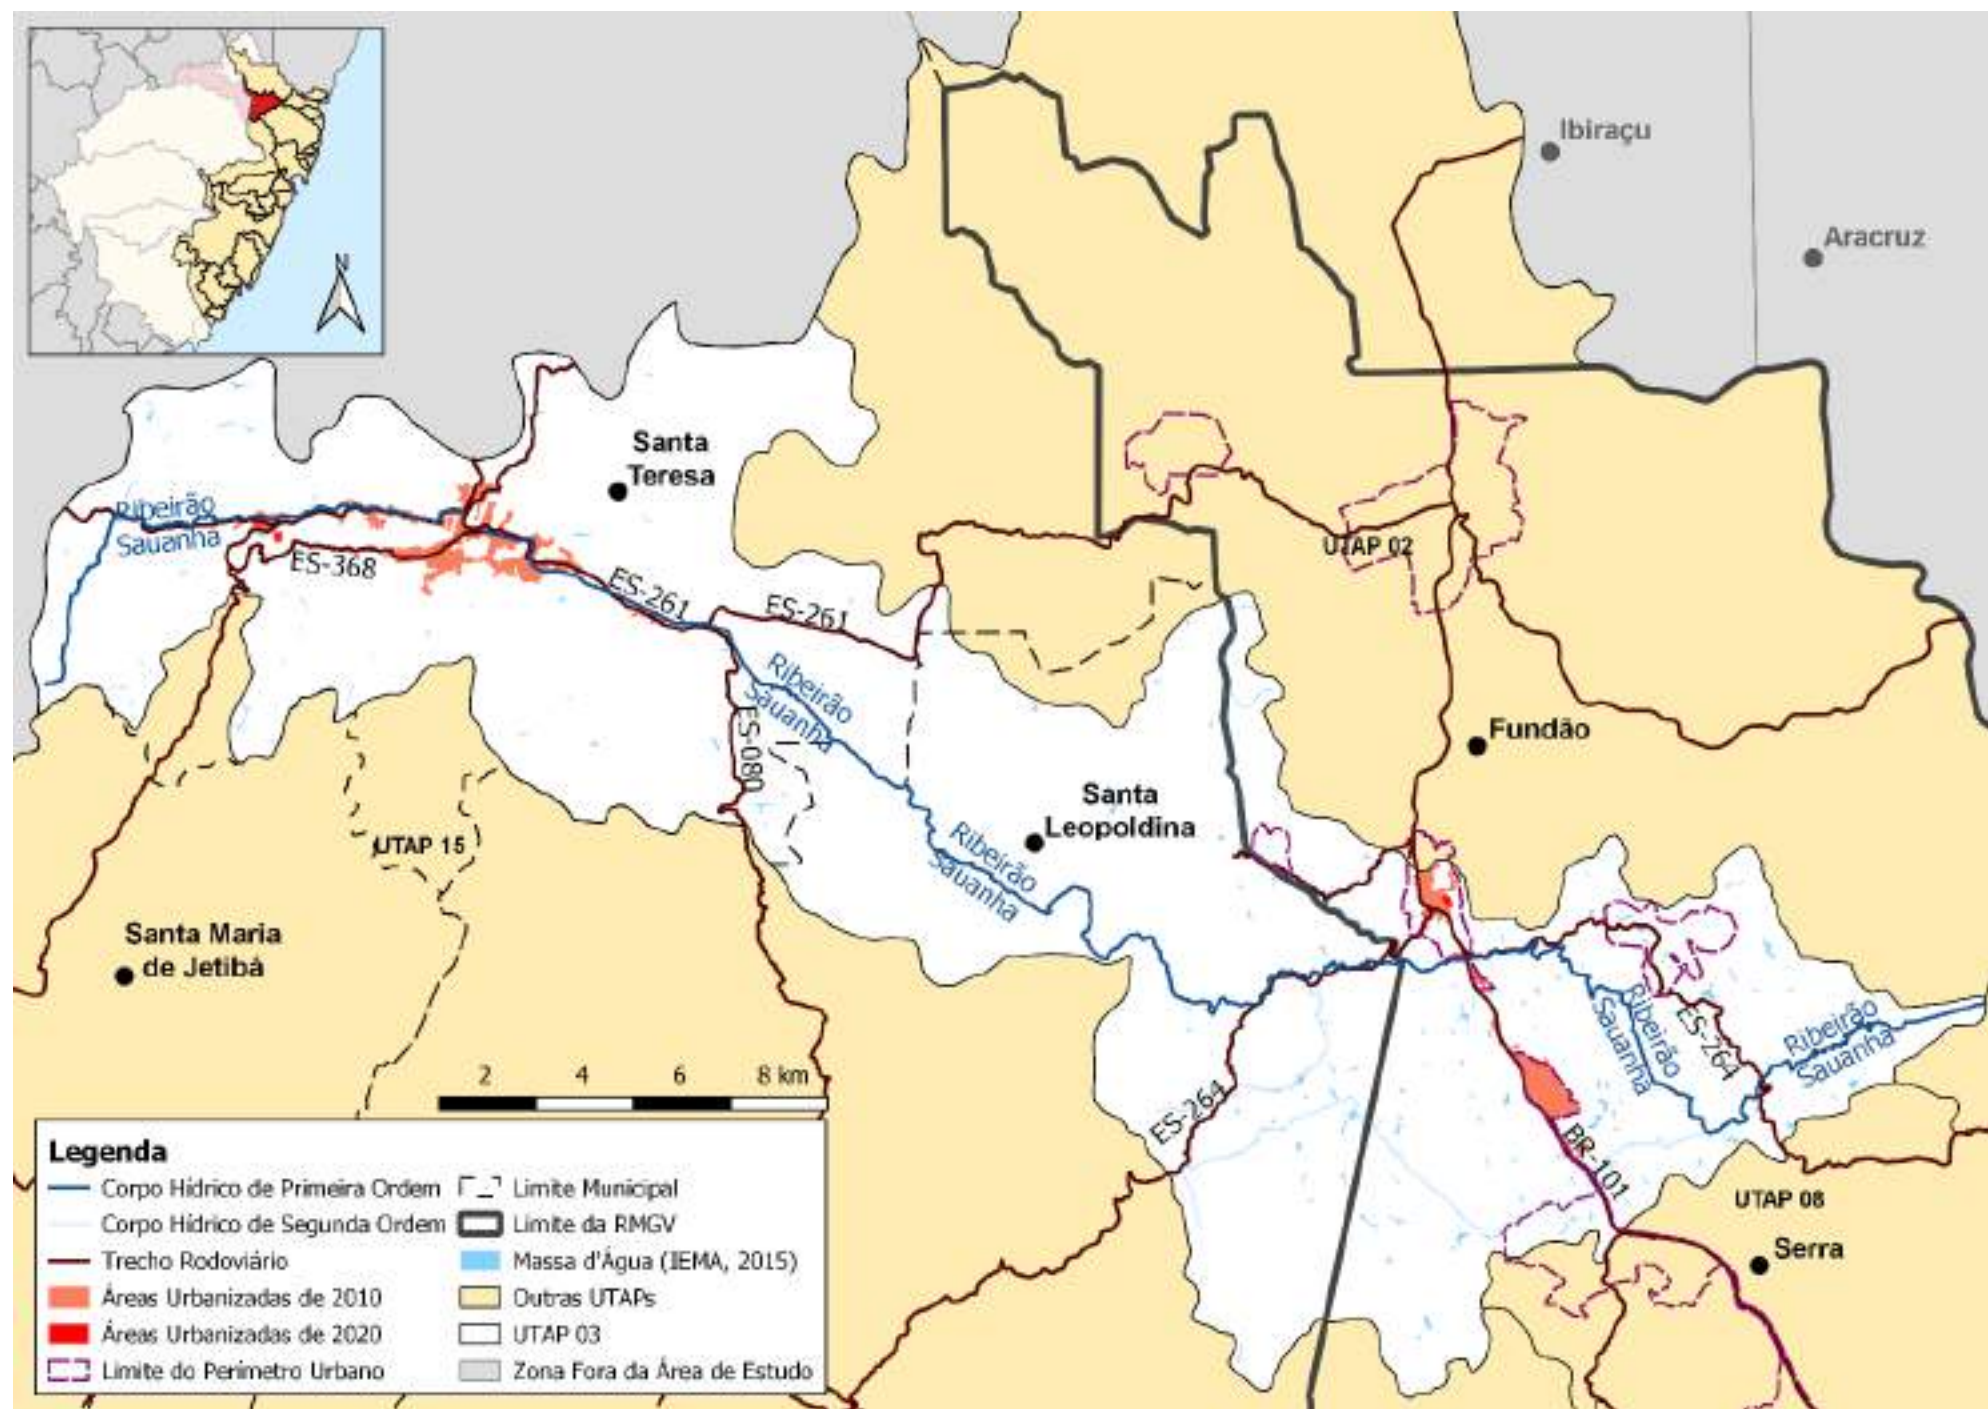 N
Ibiraçu
Aracruz
Santa
Teresa
Ribeirão
Sauanha
ES-368
ES-261
ES-261
UTAP 02
Ribeirão
Sauanha
ES-080
Fundão
Santa
Leopoldina
UTAP 15
Ribeirão
Sauanha
Santa Maria
de Jetibá
Ribeirão
Sauanha
ES-264
Ribeirão
Sauanha
ES-264
BR-101
UTAP 08
Serra
2 4 6 8 km
Legenda
Corpo Hídrico de Primeira Ordem
Corpo Hídrico de Segunda Ordem
Trecho Rodoviário
Áreas Urbanizadas de 2010
Áreas Urbanizadas de 2020
Limite do Perímetro Urbano
Limite Municipal
Limite da RMGV
Massa d'Água (IEMA, 2015)
Outras UTAPs
UTAP 03
Zona Fora da Área de Estudo